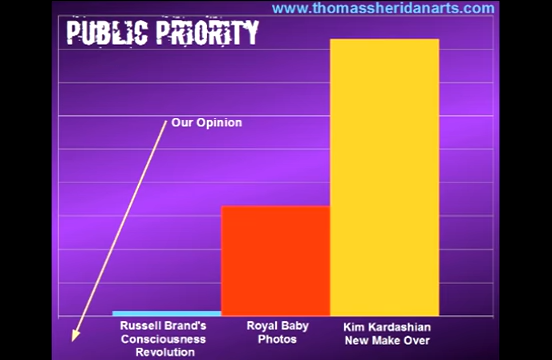 www.thomassheridanarts.com
PUBLIC PRIORITY
Our Opinion
Russell Brand's
Consciousness
Revolution
Royal Baby
Photos
Kim Kardashian
New Make Over